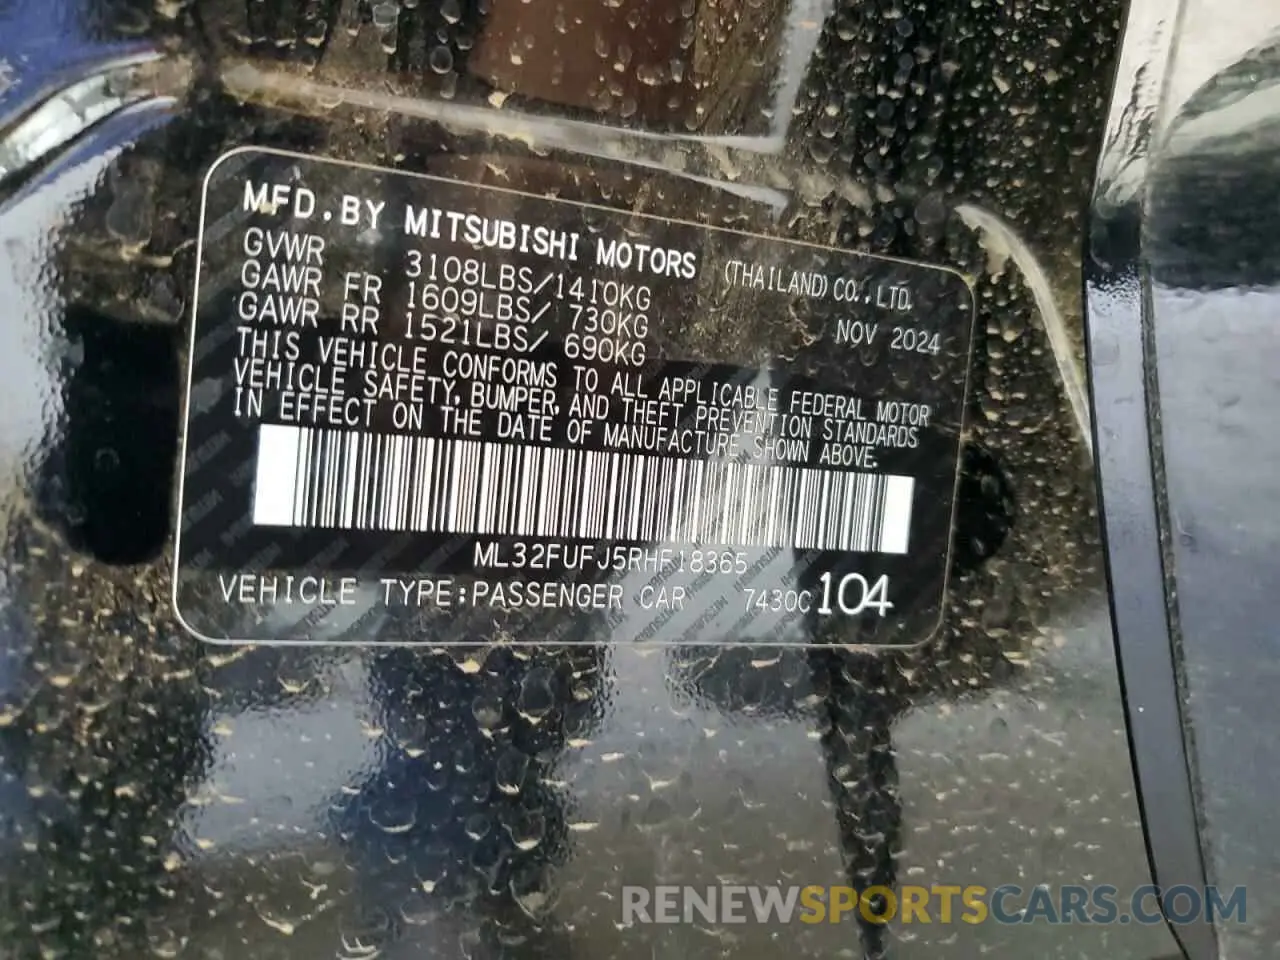 MFD.BY MITSUBISHI MOTORS (THAILAND) CO.,LTD.
GVWR 3108LBS/1410KG
GAWR FR 1609LBS/ 730KG NOV 2024
GAWR RR 1521LBS/ 690KG
THIS VEHICLE CONFORMS TO ALL APPLICABLE FEDERAL MOTOR
VEHICLE SAFETY, BUMPER, AND THEFT PREVENTION STANDARDS
IN EFFECT ON THE DATE OF MANUFACTURE SHOWN ABOVE.
ML32FUFJ5RHF18365
VEHICLE TYPE:PASSENGER CAR 7430C 104
RENEWSPORTSCARS.COM